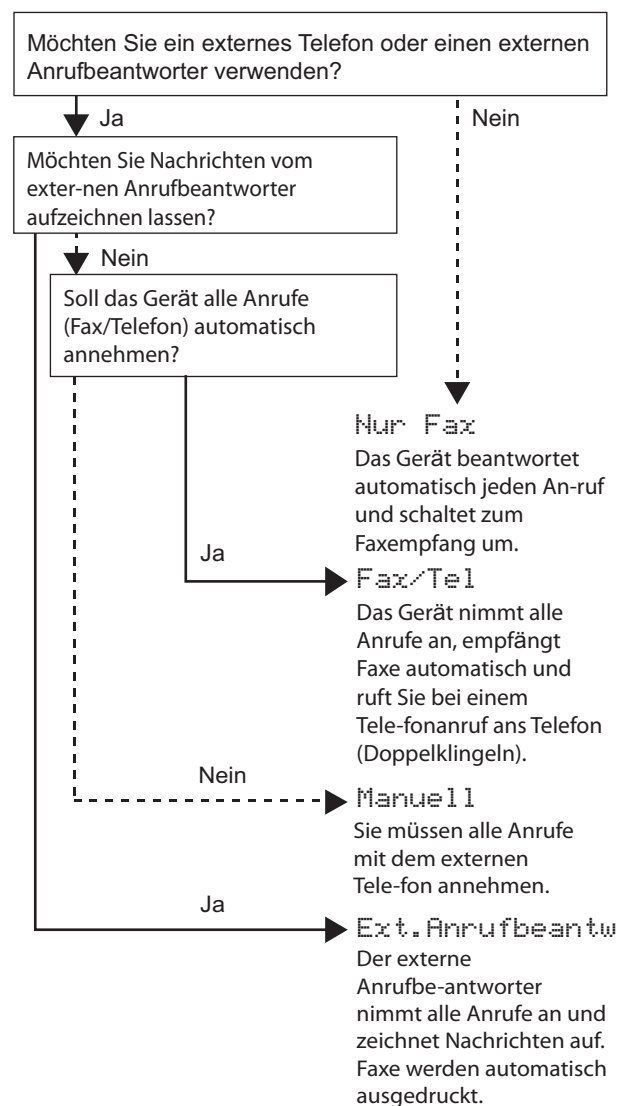 Möchten Sie ein externes Telefon oder einen externen
Anrufbeantworter verwenden?
Ja
Nein
Möchten Sie Nachrichten vom
exter-nen Anrufbeantworter
aufzeichnen lassen?
Nein
Soll das Gerät alle Anrufe
(Fax/Telefon) automatisch
annehmen?
Nur Fax
Das Gerät beantwortet
automatisch jeden An-ruf
und schaltet zum
Faxempfang um.
Ja
Fax/Tel
Das Gerät nimmt alle
Anrufe an, empfängt
Faxe automatisch und
ruft Sie bei einem
Tele-fonanruf ans Telefon
(Doppelklingeln).
Nein
Manuell
Sie müssen alle Anrufe
mit dem externen
Tele-fon annehmen.
Ja
Ext.Anrufbeantw
Der externe
Anrufbe-antworter
nimmt alle Anrufe an und
zeichnet Nachrichten auf.
Faxe werden automatisch
ausgedruckt.